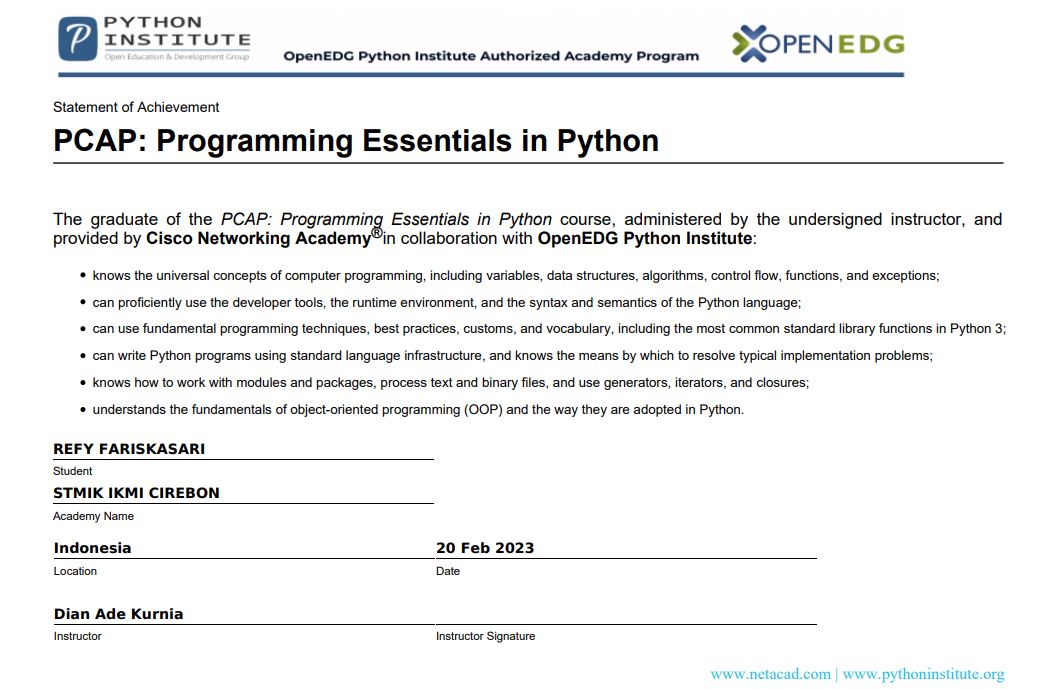 PYTHON
INSTITUTE
Open Education & Development Group
OpenEDG Python Institute Authorized Academy Program
OPENEDG
Statement of Achievement
PCAP: Programming Essentials in Python
The graduate of the PCAP: Programming Essentials in Python course, administered by the undersigned instructor, and
provided by Cisco Networking Academy®in collaboration with OpenEDG Python Institute:
• knows the universal concepts of computer programming, including variables, data structures, algorithms, control flow, functions, and exceptions;
• can proficiently use the developer tools, the runtime environment, and the syntax and semantics of the Python language;
• can use fundamental programming techniques, best practices, customs, and vocabulary, including the most common standard library functions in Python 3;
• can write Python programs using standard language infrastructure, and knows the means by which to resolve typical implementation problems;
• knows how to work with modules and packages, process text and binary files, and use generators, iterators, and closures;
• understands the fundamentals of object-oriented programming (OOP) and the way they are adopted in Python.
REFY FARISKASARI
Student
STMIK IKMI CIREBON
Academy Name
Indonesia 20 Feb 2023
Location Date
Dian Ade Kurnia
Instructor Instructor Signature
www.netacad.com | www.pythoninstitute.org